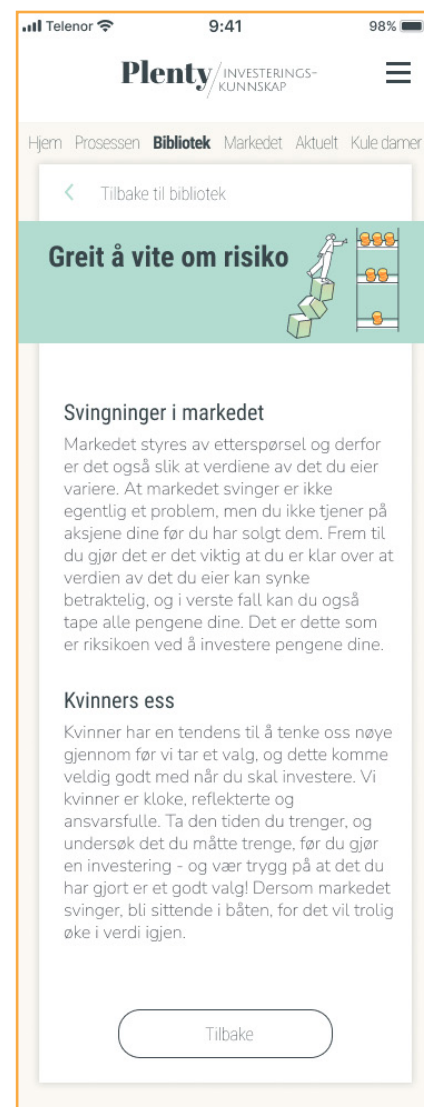 Telenor 9:41 98%
Plenty INVESTERINGS-
KUNNSKAP
Hjem Prosessen Bibliotek Markedet Aktuelt Kule damer
Tilbake til bibliotek
Greit å vite om risiko
Svingninger i markedet
Markedet styres av etterspørsel og derfor
er det også slik at verdiene av det du eier
variere. At markedet svinger er ikke
egentlig et problem, men du ikke tjener på
aksjene dine før du har solgt dem. Frem til
du gjør det er det viktig at du er klar over at
verdien av det du eier kan synke
betraktelig, og i verste fall kan du også
tape alle pengene dine. Det er dette som
er riksikoen ved å investere pengene dine.
Kvinners ess
Kvinner har en tendens til å tenke oss nøye
gjennom før vi tar et valg, og dette komme
veldig godt med når du skal investere. Vi
kvinner er kloke, reflekterte og
ansvarsfulle. Ta den tiden du trenger, og
undersøk det du måtte trenge, før du gjør
en investering - og vær trygg på at det du
har gjort er et godt valg! Dersom markedet
svinger, bli sittende i båten, for det vil trolig
øke i verdi igjen.
Tilbake